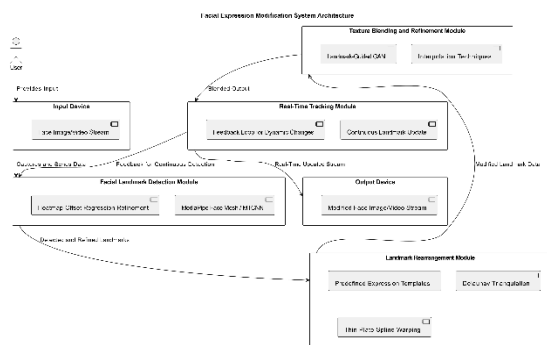 Facial Expression Modification System Architecture
Texture Blending and Refinement Module
Landmark-Guided GAN
Interpolation Techniques
User
Provides Input
Blended Output
Input Device
Face Image/Video Stream
Real-Time Tracking Module
Feedback Loop for Dynamic Changes
Continuous Landmark Update
Captures and Sends Data
Feedback for Continuous Detection
Real-Time Updated Stream
Modified Landmark Data
Facial Landmark Detection Module
Heatmap Offset Regression Refinement
MediaPipe Face Mesh / MTCNN
Output Device
Modified Face Image/Video Stream
Detected and Refined Landmarks
Landmark Rearrangement Module
Predefined Expression Templates
Delaunay Triangulation
Thin Plate Spline Warping